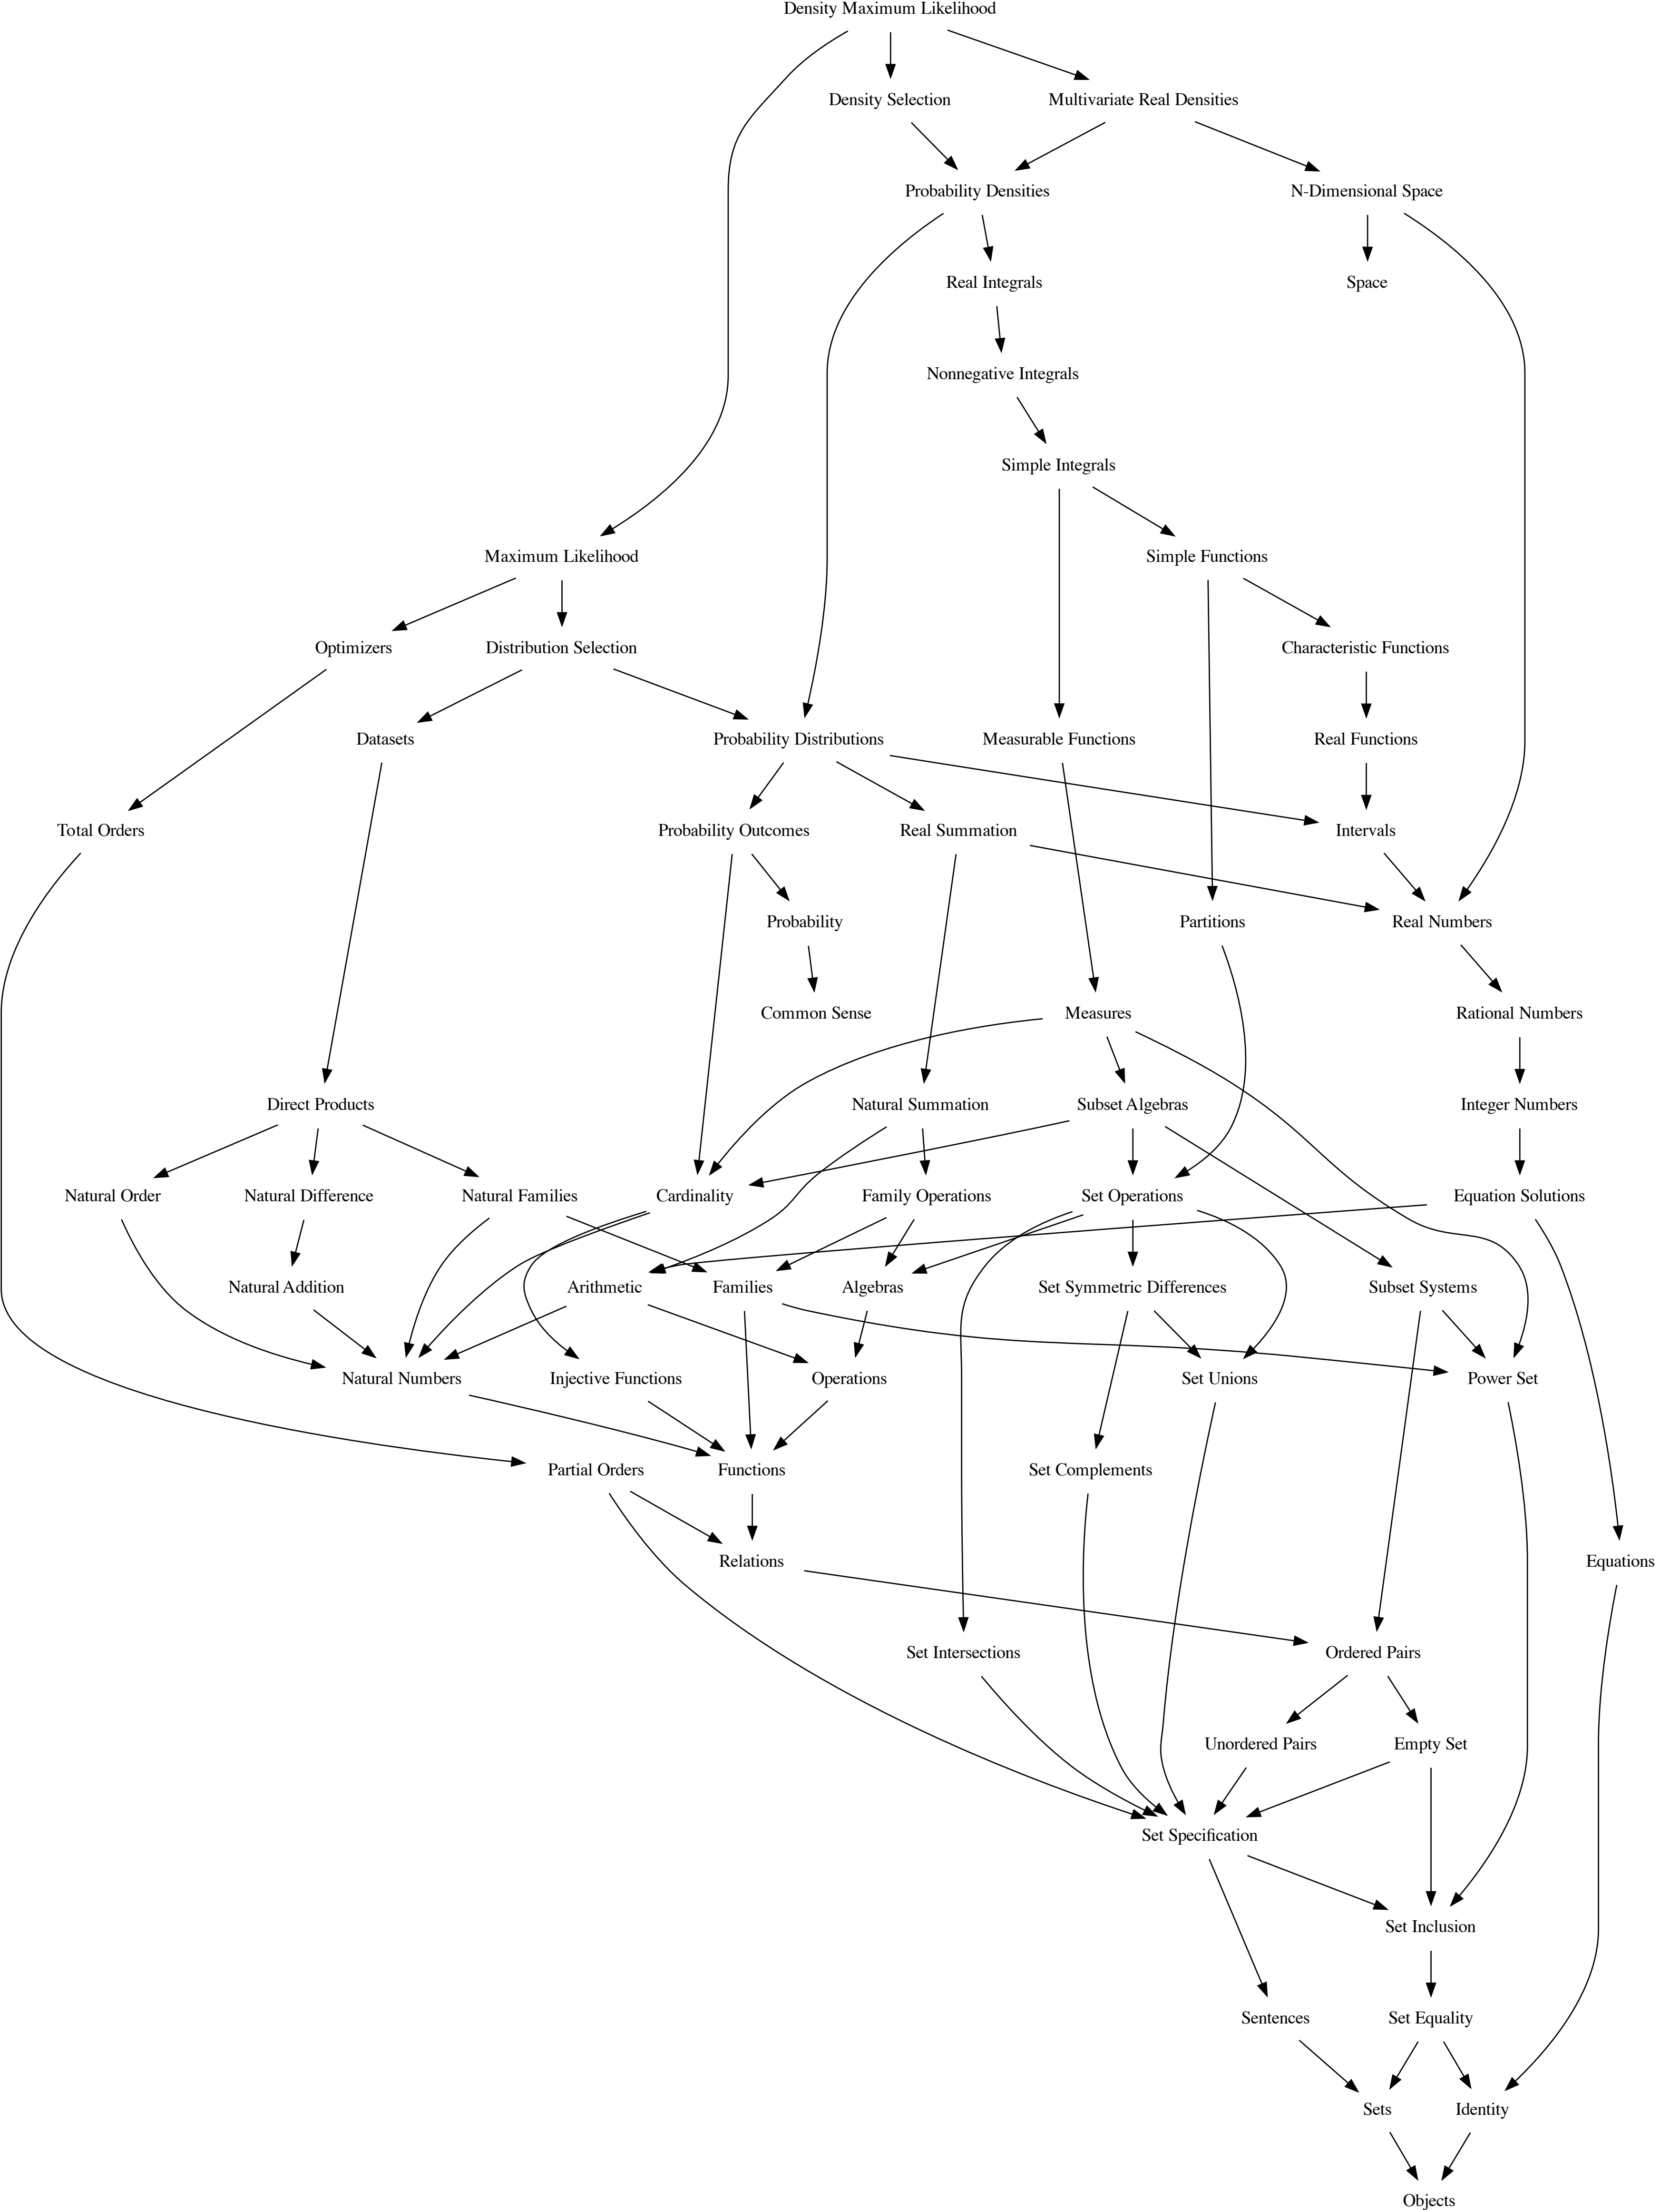 Density Maximum Likelihood
Density Selection
Multivariate Real Densities
Probability Densities
N-Dimensional Space
Real Integrals
Space
Nonnegative Integrals
Simple Integrals
Maximum Likelihood
Simple Functions
Optimizers
Distribution Selection
Characteristic Functions
Datasets
Probability Distributions
Measurable Functions
Real Functions
Total Orders
Probability Outcomes
Real Summation
Intervals
Probability
Partitions
Real Numbers
Common Sense
Measures
Rational Numbers
Direct Products
Natural Summation
Subset Algebras
Integer Numbers
Natural Order
Natural Difference
Natural Families
Cardinality
Family Operations
Set Operations
Equation Solutions
Natural Addition
Arithmetic
Families
Algebras
Set Symmetric Differences
Subset Systems
Natural Numbers
Injective Functions
Operations
Set Unions
Power Set
Partial Orders
Functions
Set Complements
Relations
Equations
Set Intersections
Ordered Pairs
Unordered Pairs
Empty Set
Set Specification
Set Inclusion
Sentences
Set Equality
Sets
Identity
Objects